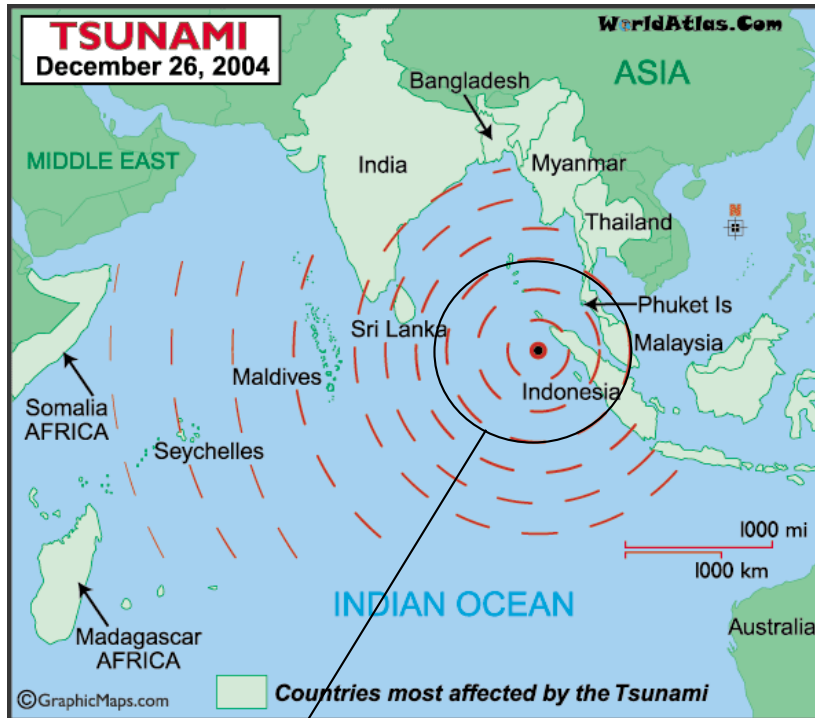 TSUNAMI
December 26, 2004
WorldAtlas.Com
ASIA
Bangladesh
MIDDLE EAST
India
Myanmar
Thailand
N
Phuket Is
Sri Lanka
Malaysia
Maldives
Indonesia
Somalia
AFRICA
Seychelles
1000 mi
1000 km
INDIAN OCEAN
Madagascar
AFRICA
Australia
©GraphicMaps.com
Countries most affected by the Tsunami